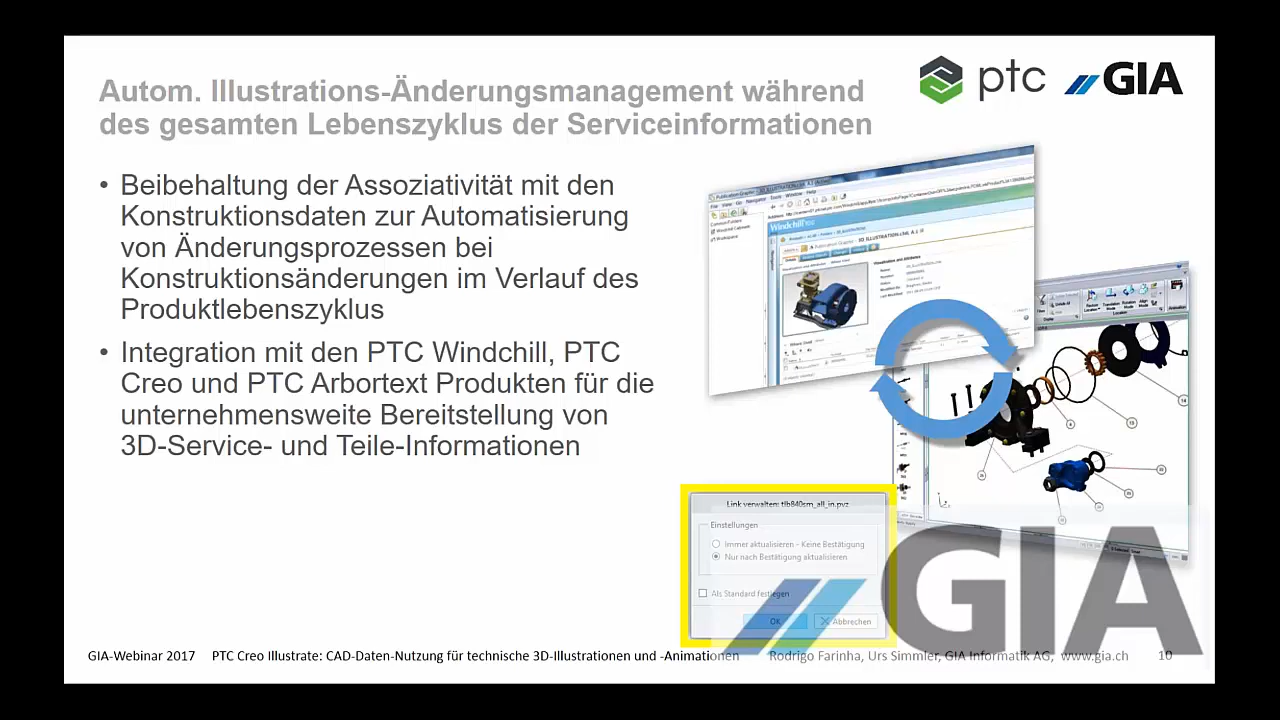 Autom. Illustrations-Änderungsmanagement während
des gesamten Lebenszyklus der Serviceinformationen
ptc
GIA
• Beibehaltung der Assoziativität mit den
Konstruktionsdaten zur Automatisierung
von Änderungsprozessen bei
Konstruktionsänderungen im Verlauf des
Produktlebenszyklus
• Integration mit den PTC Windchill, PTC
Creo und PTC Arbortext Produkten für die
unternehmensweite Bereitstellung von
3D-Service- und Teile-Informationen
Windchill
Link verwalten: tlb840cm_all_in.pvz
Einstellungen
Immer aktualisieren – Keine Bestätigung
Nur nach Bestätigung aktualisieren
Als Standard festlegen
OK
Abbrechen
GIA
GIA-Webinar 2017 PTC Creo Illustrate: CAD-Daten-Nutzung für technische 3D-Illustrationen und -Animationen Rodrigo Farinha, Urs Simmler, GIA Informatik AG, www.gia.ch 10